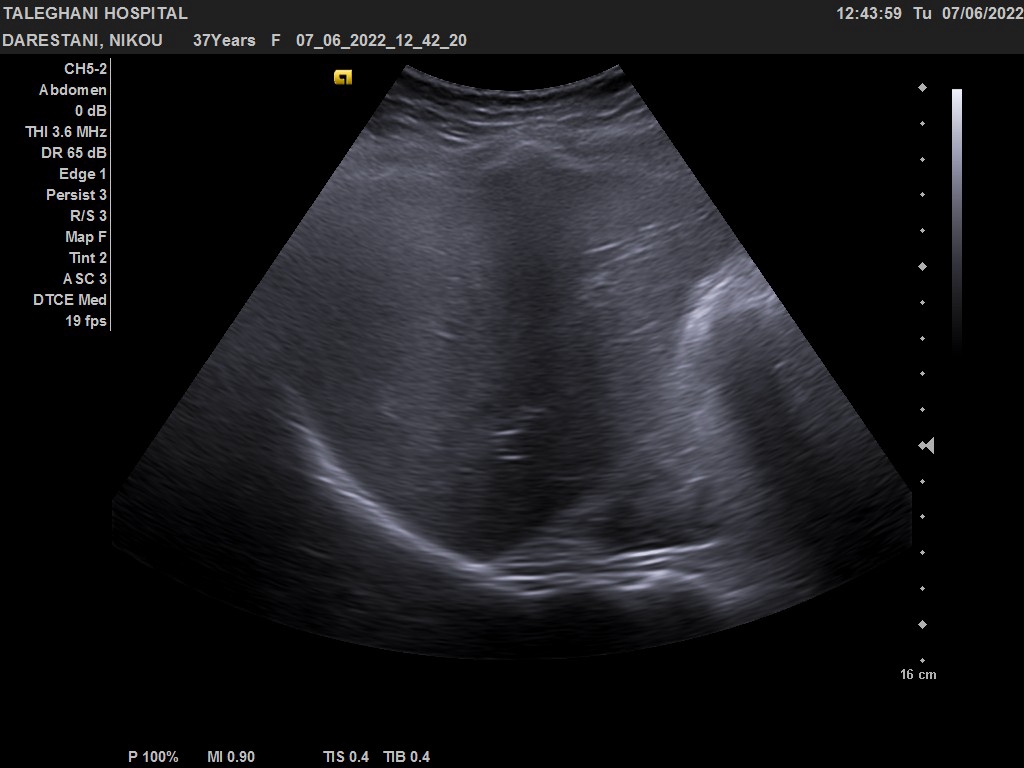 TALEGHANI HOSPITAL 12:43:59 Tu 07/06/2022
DARESTANI, NIKOU 37Years F 07_06_2022_12_42_20
CH5-2
Abdomen
0 dB
THI 3.6 MHz
DR 65 dB
Edge 1
Persist 3
R/S 3
Map F
Tint 2
ASC 3
DTCE Med
19 fps
16 cm
P 100% MI 0.90 TIS 0.4 TIB 0.4